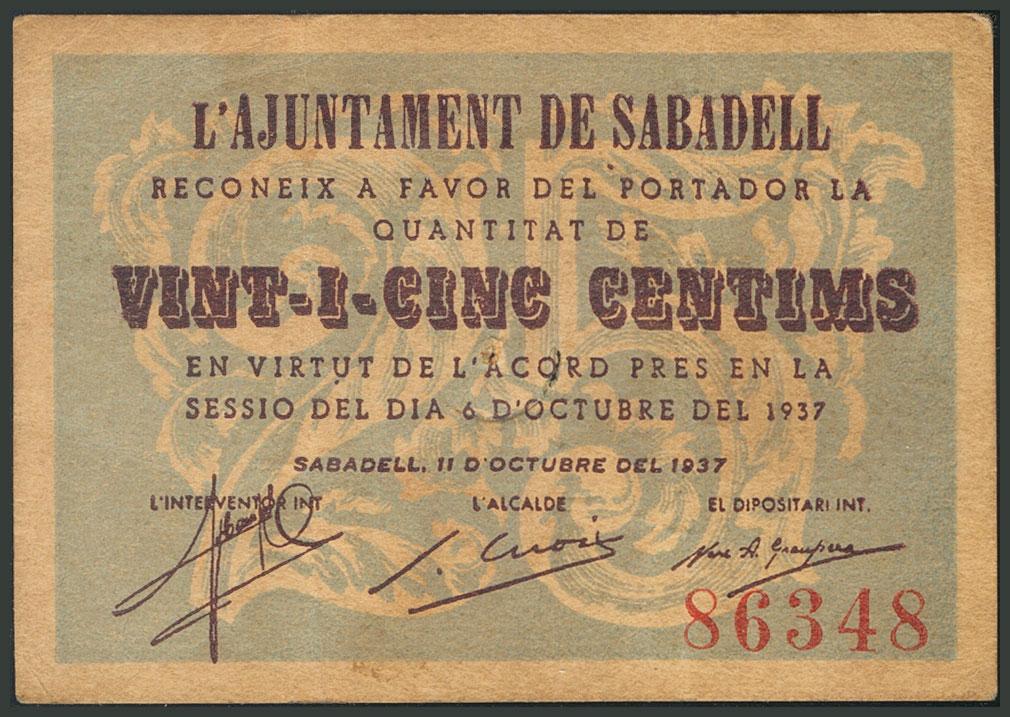 L'AJUNTAMENT DE SABADELL
RECONEIX A FAVOR DEL PORTADOR LA
QUANTITAT DE
VINT-I-CINC CENTIMS
EN VIRTUT DE L'ACORD PRES EN LA
SESSIO DEL DIA 6 D'OCTUBRE DEL 1937
SABADELL, 11 D'OCTUBRE DEL 1937
L'INTERVENTOR INT. L'ALCALDE EL DIPOSITARI INT.
86348